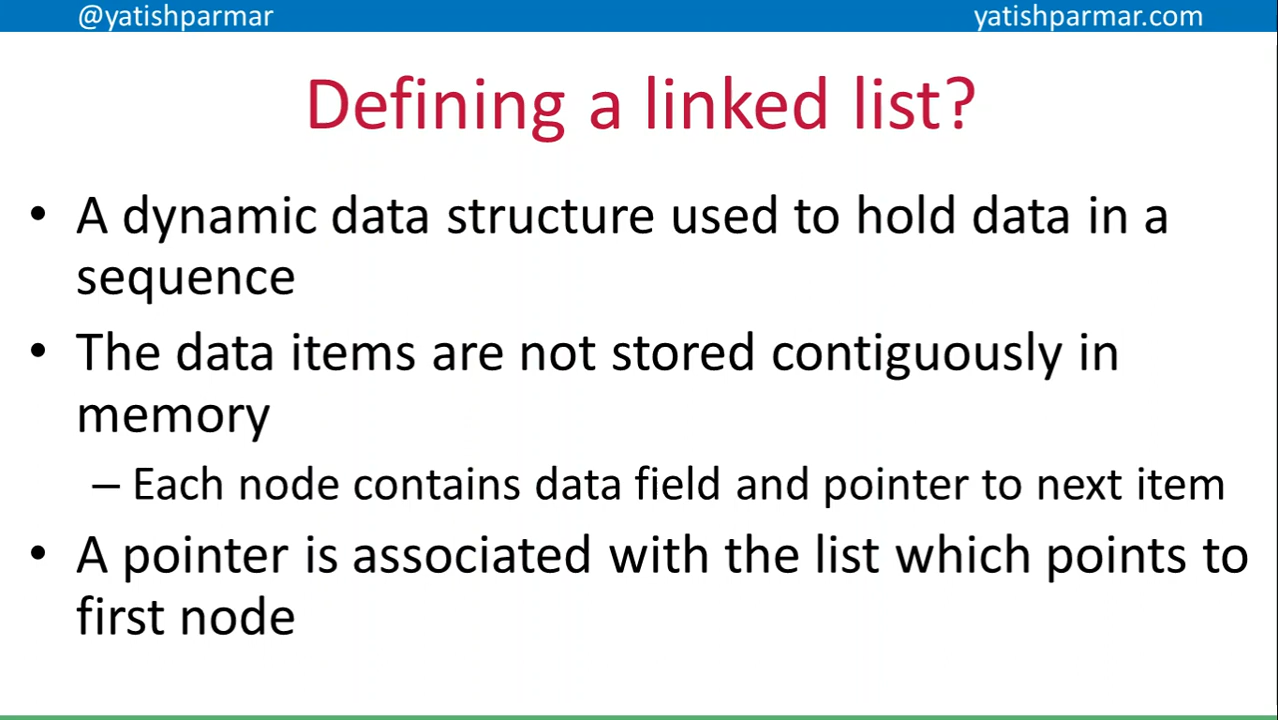 @yatishparmar
yatishparmar.com
Defining a linked list?
• A dynamic data structure used to hold data in a
sequence
• The data items are not stored contiguously in
memory
– Each node contains data field and pointer to next item
• A pointer is associated with the list which points to
first node